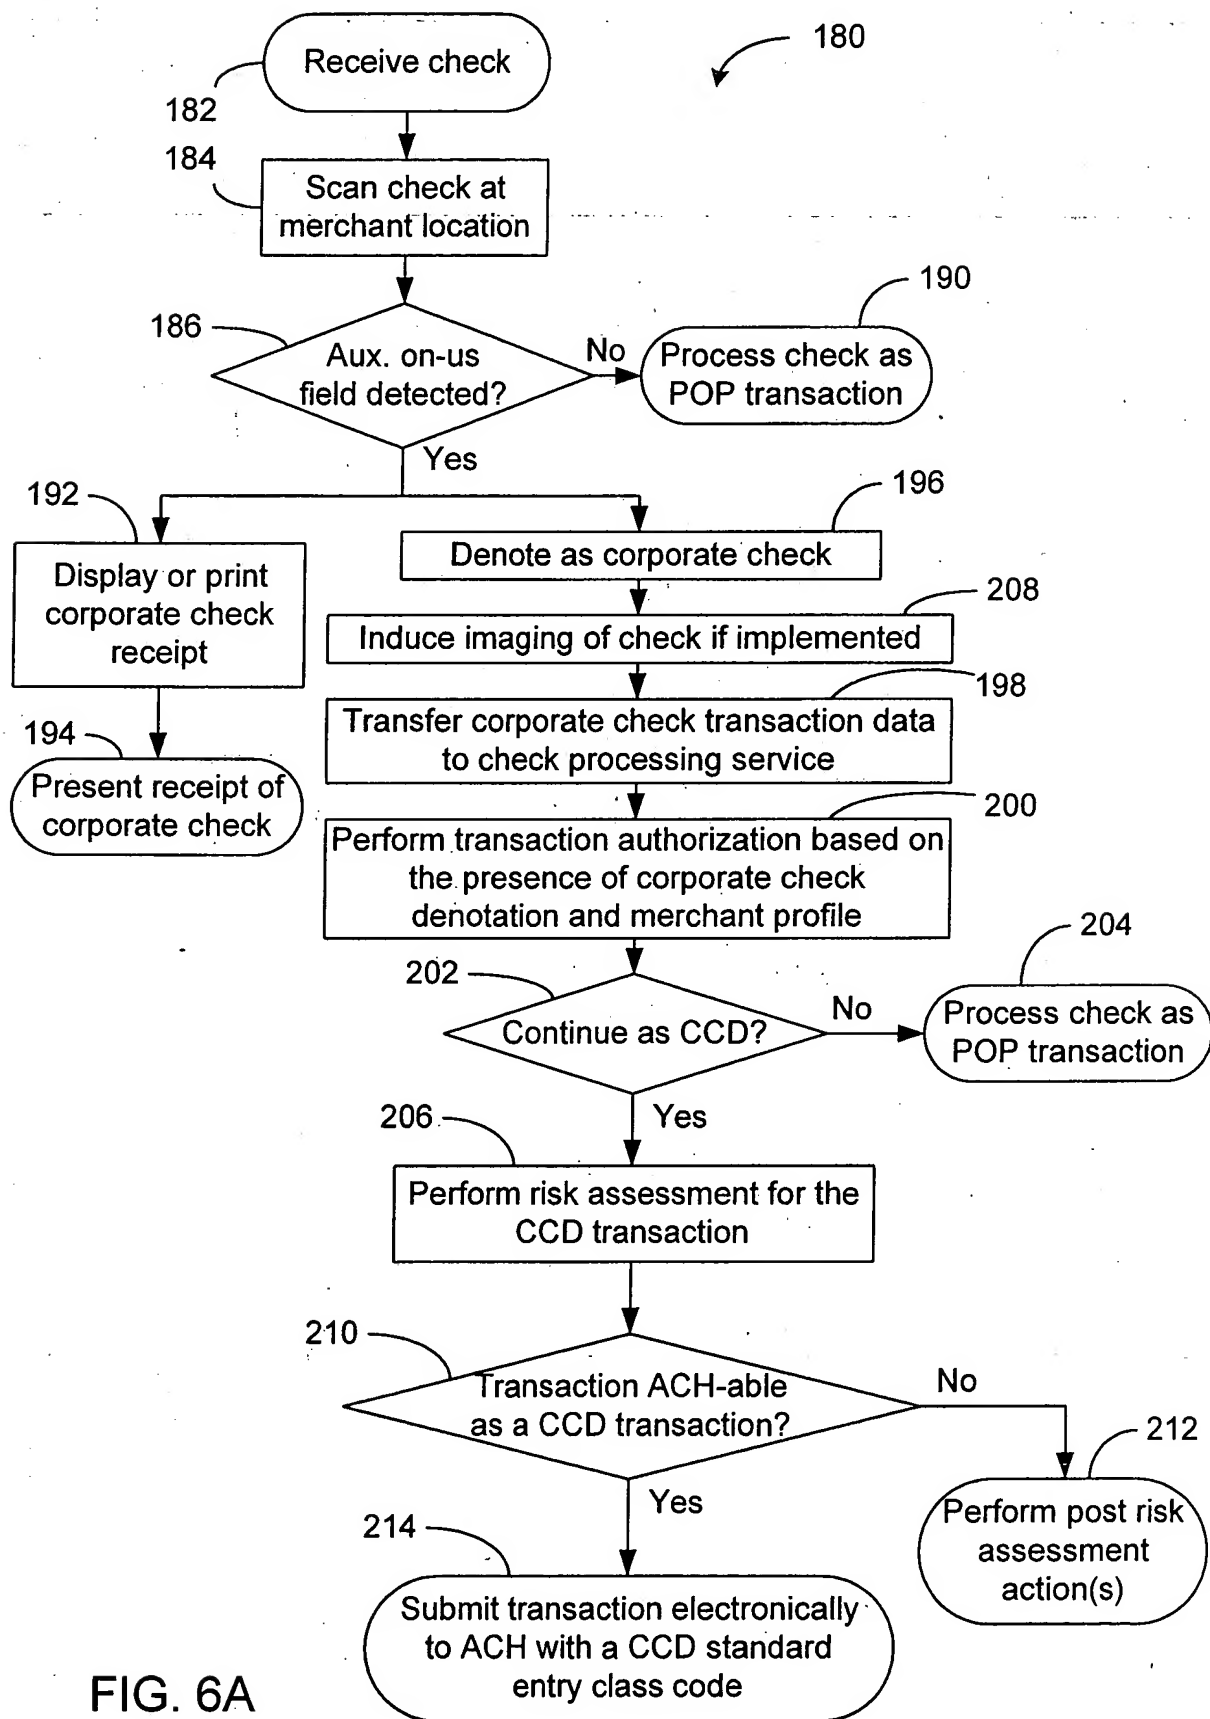 180
Receive check
182
184
Scan check at
merchant location
186
Aux. on-us
field detected?
No
190
Process check as
POP transaction
Yes
192
Display or print
corporate check
receipt
194
Present receipt of
corporate check
196
Denote as corporate check
208
Induce imaging of check if implemented
198
Transfer corporate check transaction data
to check processing service
200
Perform transaction authorization based on
the presence of corporate check
denotation and merchant profile
202
Continue as CCD?
No
204
Process check as
POP transaction
Yes
206
Perform risk assessment for the
CCD transaction
210
Transaction ACH-able
as a CCD transaction?
No
212
Perform post risk
assessment
action(s)
Yes
214
Submit transaction electronically
to ACH with a CCD standard
entry class code
FIG. 6A